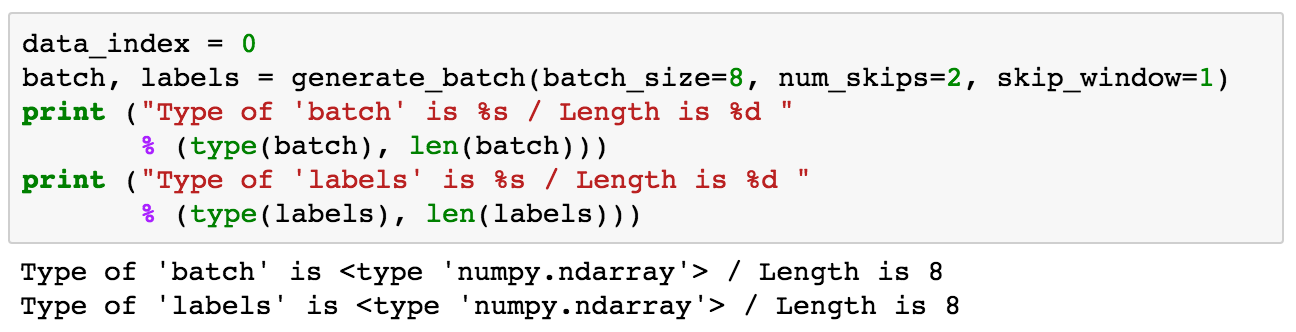 data_index = 0
batch, labels = generate_batch(batch_size=8, num_skips=2, skip_window=1)
print ("Type of 'batch' is %s / Length is %d "
       % (type(batch), len(batch)))
print ("Type of 'labels' is %s / Length is %d "
       % (type(labels), len(labels)))
Type of 'batch' is <type 'numpy.ndarray'> / Length is 8
Type of 'labels' is <type 'numpy.ndarray'> / Length is 8